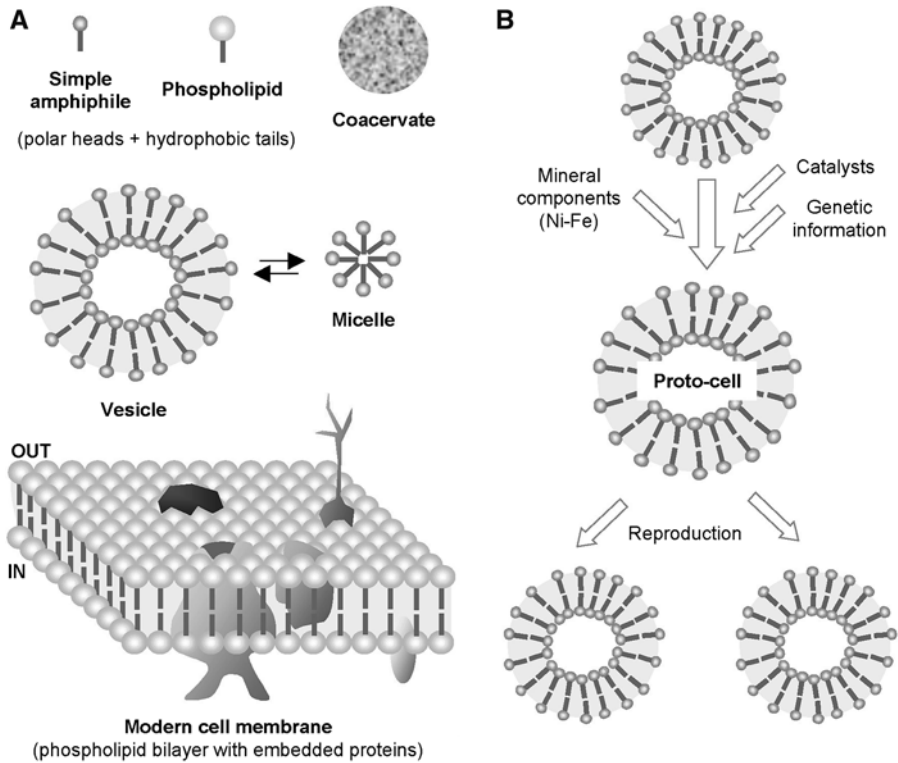 A
Simple
amphiphile
Phospholipid
(polar heads + hydrophobic tails)
Coacervate
Vesicle
Micelle
OUT
IN
Modern cell membrane
(phospholipid bilayer with embedded proteins)
B
Mineral
components
(Ni-Fe)
Catalysts
Genetic
information
Proto-cell
Reproduction